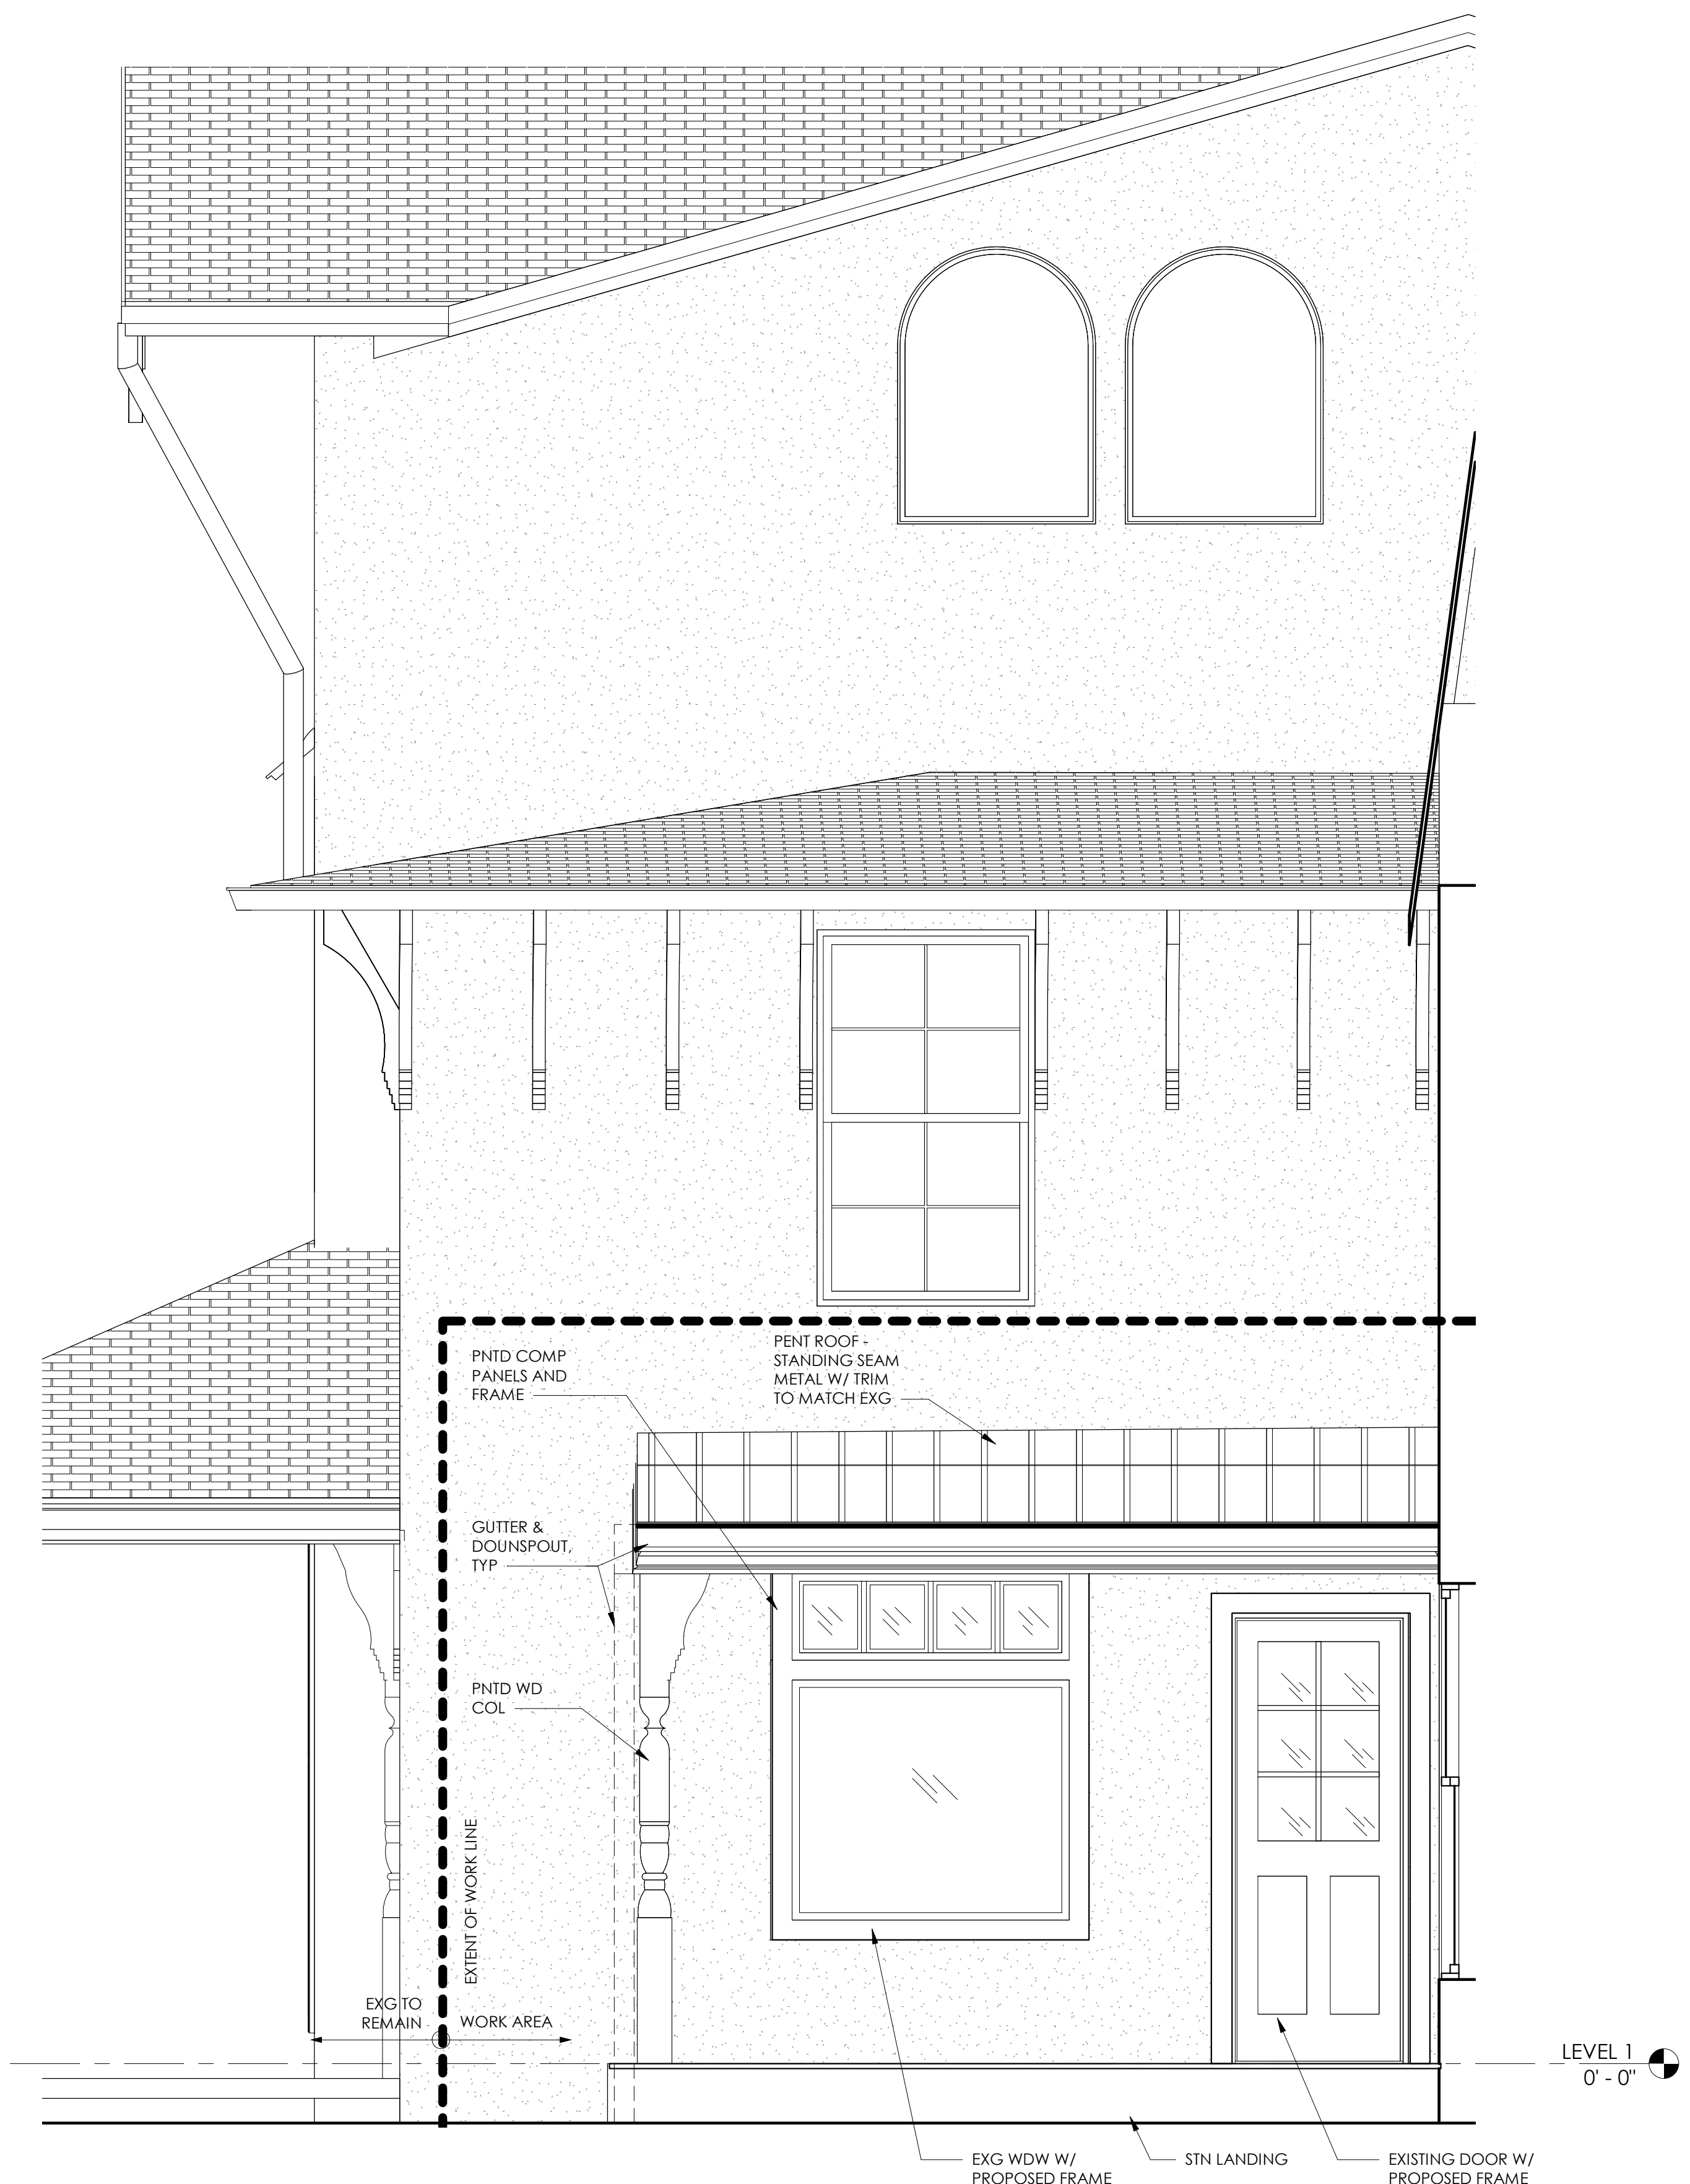 PNTD COMP
PANELS AND
FRAME
PENT ROOF -
STANDING SEAM
METAL W/ TRIM
TO MATCH EXG
GUTTER &
DOUNSPOUT,
TYP
PNTD WD
COL
EXTENT OF WORK LINE
EXG TO
REMAIN
WORK AREA
LEVEL 1
0' - 0"
EXG WDW W/
PROPOSED FRAME
STN LANDING
EXISTING DOOR W/
PROPOSED FRAME